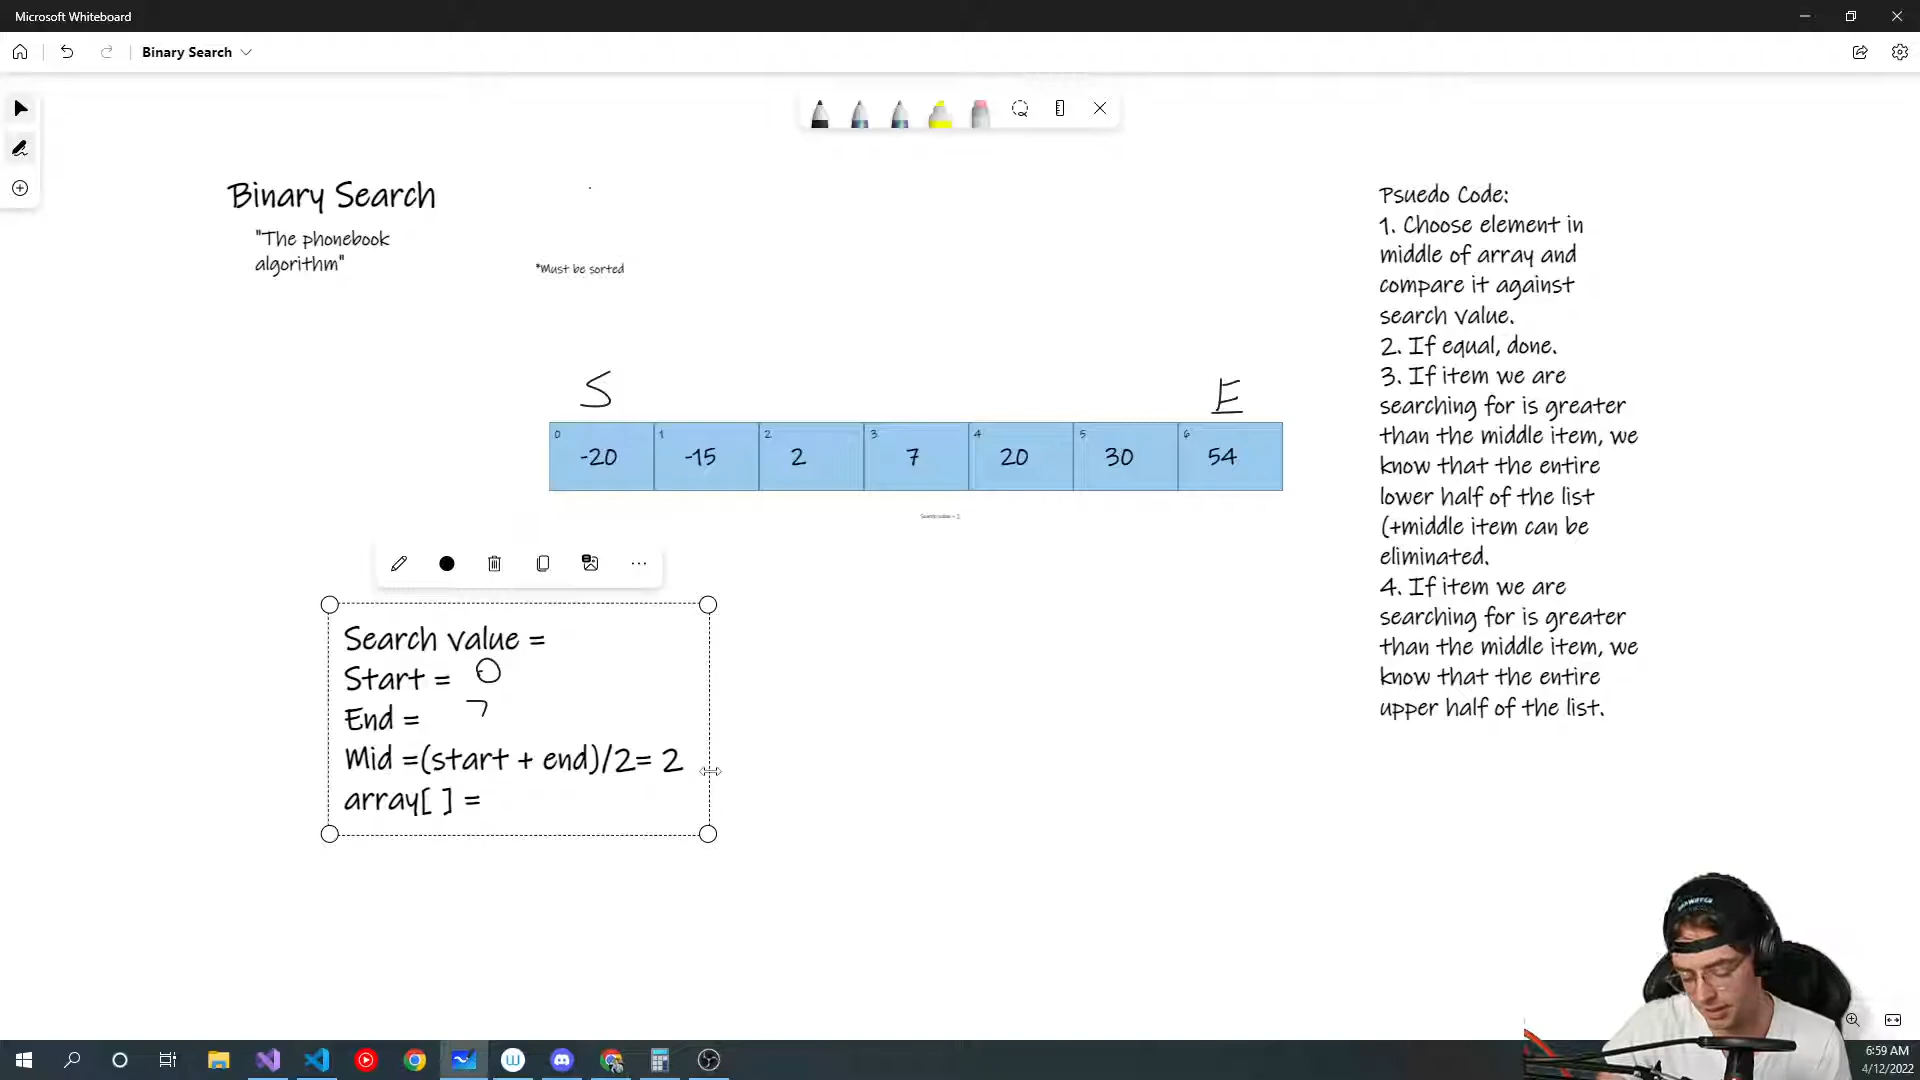 Microsoft Whiteboard
Binary Search
Binary Search
"The phonebook
algorithm"
*Must be sorted
S
E
0
1
2
3
4
5
6
-20
-15
2
7
20
30
54
Search value = 2
Search value =
Start = 0
End = 7
Mid =(start + end)/2= 2
array[ ] =
Psuedo Code:
1. Choose element in
middle of array and
compare it against
search value.
2. If equal, done.
3. If item we are
searching for is greater
than the middle item, we
know that the entire
lower half of the list
(+middle item can be
eliminated.
4. If item we are
searching for is greater
than the middle item, we
know that the entire
upper half of the list.
6:59 AM
4/12/2022